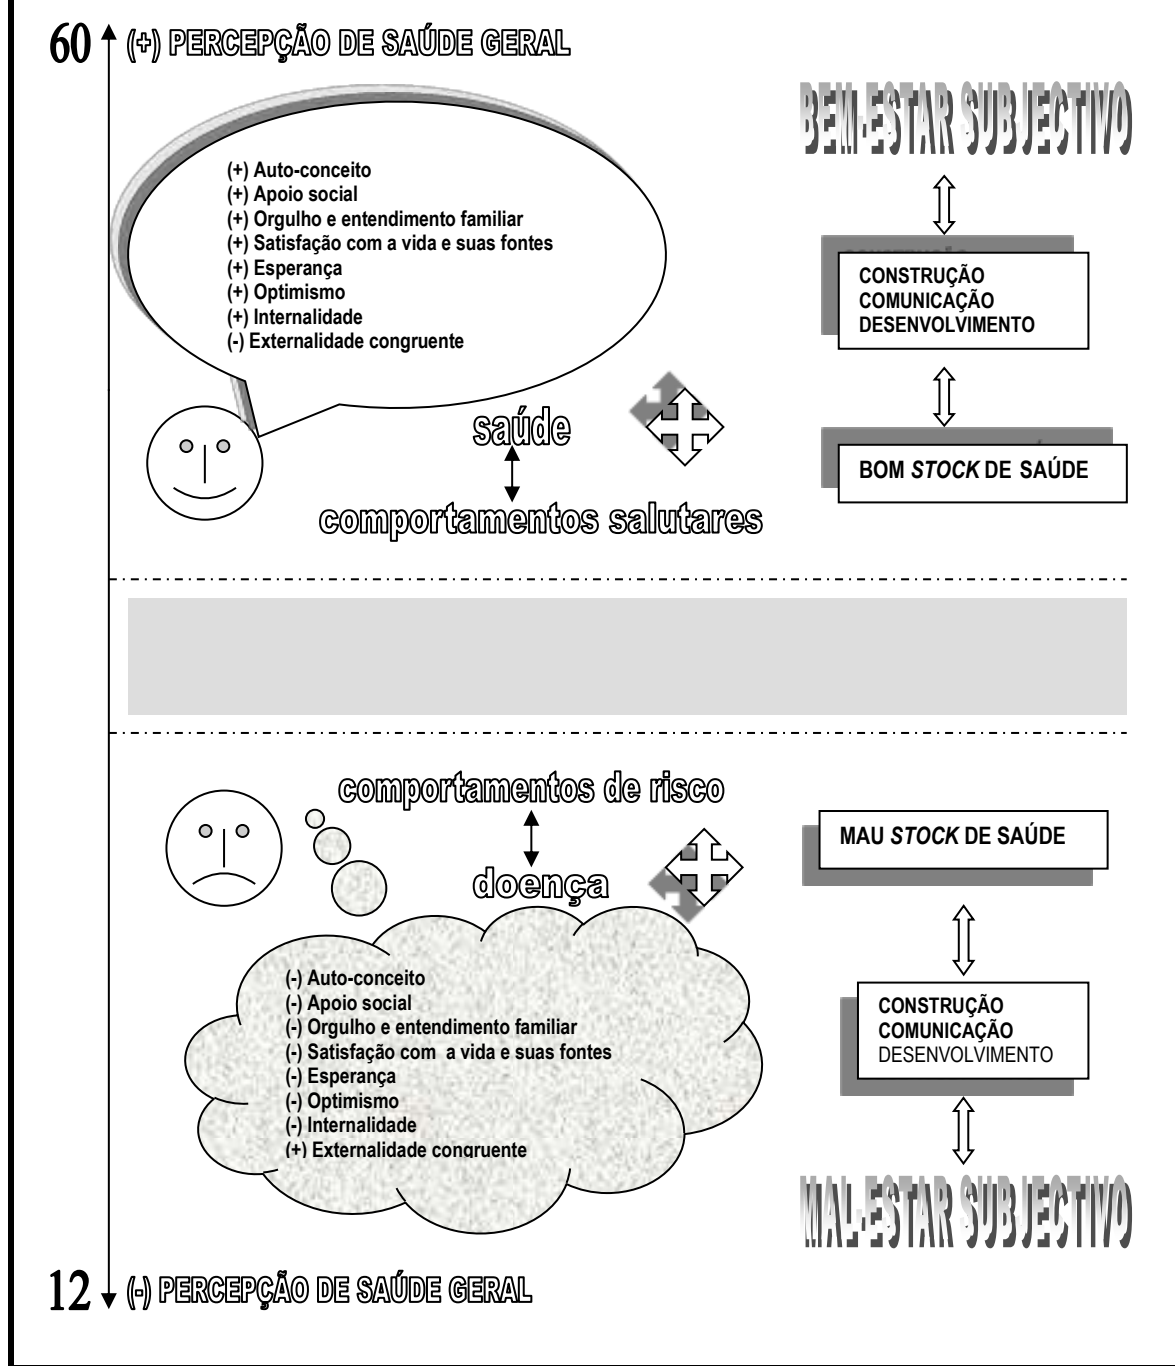 60
(+) PERCEPÇÃO DE SAÚDE GERAL
BEM-ESTAR SUBJECTIVO
(+) Auto-conceito
(+) Apoio social
(+) Orgulho e entendimento familiar
(+) Satisfação com a vida e suas fontes
(+) Esperança
(+) Optimismo
(+) Internalidade
(-) Externalidade congruente
CONSTRUÇÃO
COMUNICAÇÃO
DESENVOLVIMENTO
saúde
comportamentos salutares
BOM STOCK DE SAÚDE
comportamentos de risco
doença
MAU STOCK DE SAÚDE
(-) Auto-conceito
(-) Apoio social
(-) Orgulho e entendimento familiar
(-) Satisfação com a vida e suas fontes
(-) Esperança
(-) Optimismo
(-) Internalidade
(+) Externalidade congruente
CONSTRUÇÃO
COMUNICAÇÃO
DESENVOLVIMENTO
MAL-ESTAR SUBJECTIVO
12
(-) PERCEPÇÃO DE SAÚDE GERAL